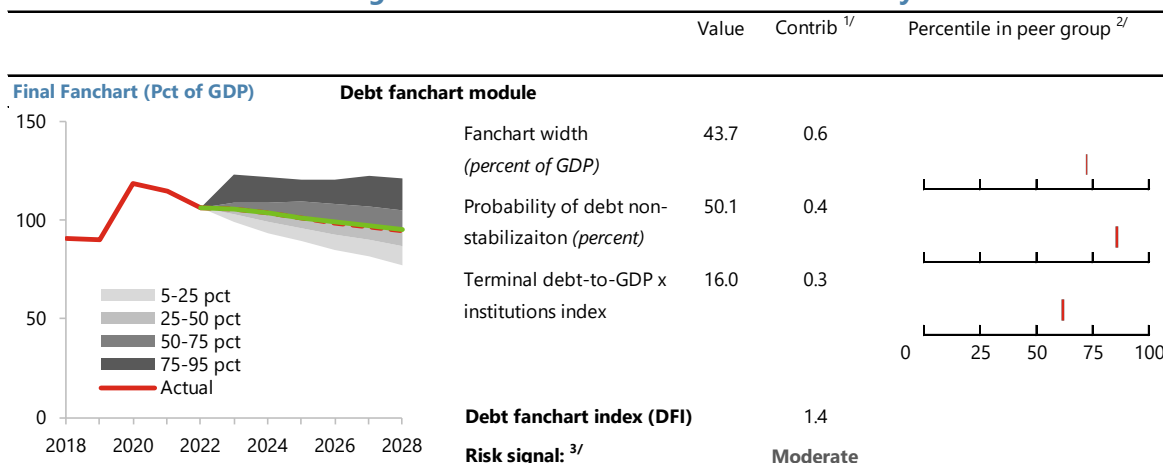 Value Contrib 1/ Percentile in peer group 2/
Final Fanchart (Pct of GDP) Debt fanchart module
150
100
50
0
2018 2020 2022 2024 2026 2028
5-25 pct
25-50 pct
50-75 pct
75-95 pct
Actual
Fanchart width 43.7 0.6
(percent of GDP)
Probability of debt non- 50.1 0.4
stabilizaiton (percent)
Terminal debt-to-GDP x 16.0 0.3
institutions index
0 25 50 75 100
Debt fanchart index (DFI) 1.4
Risk signal: 3/ Moderate